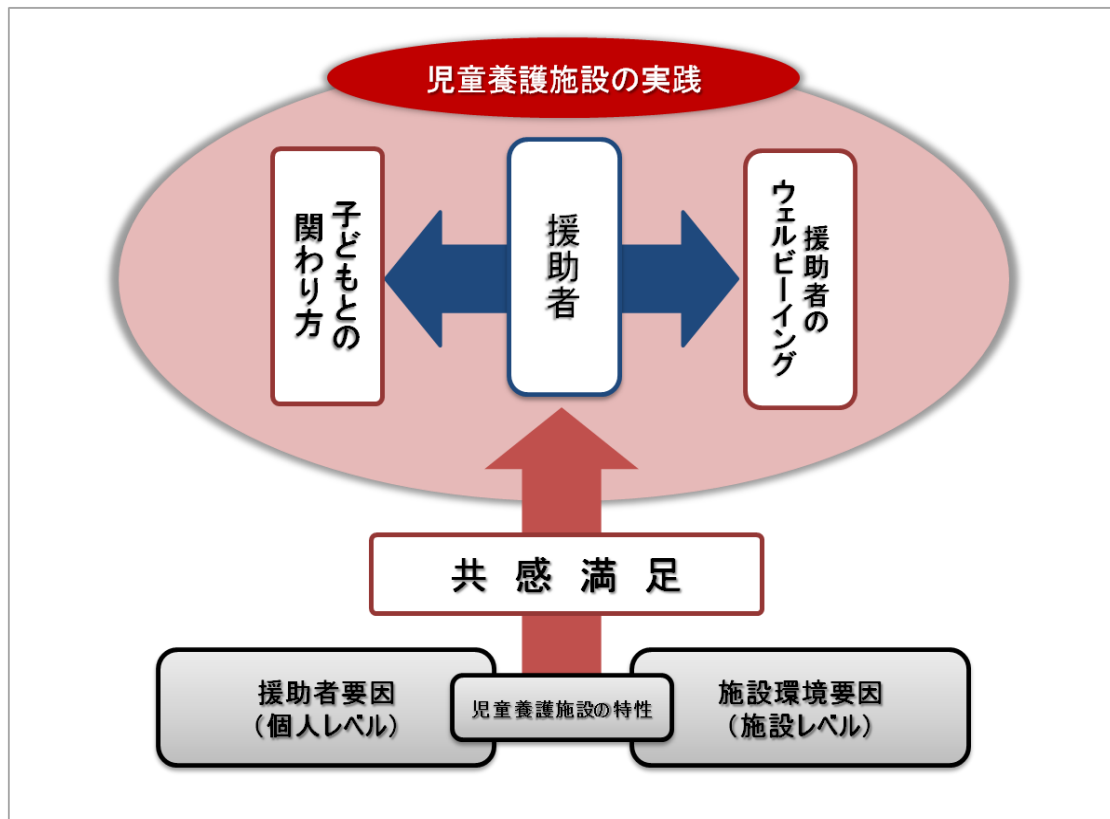 児童養護施設の実践
子どもとの
関わり方
援助者
援助者の
ウェルビーイング
共感満足
援助者要因
（個人レベル）
児童養護施設の特性
施設環境要因
（施設レベル）